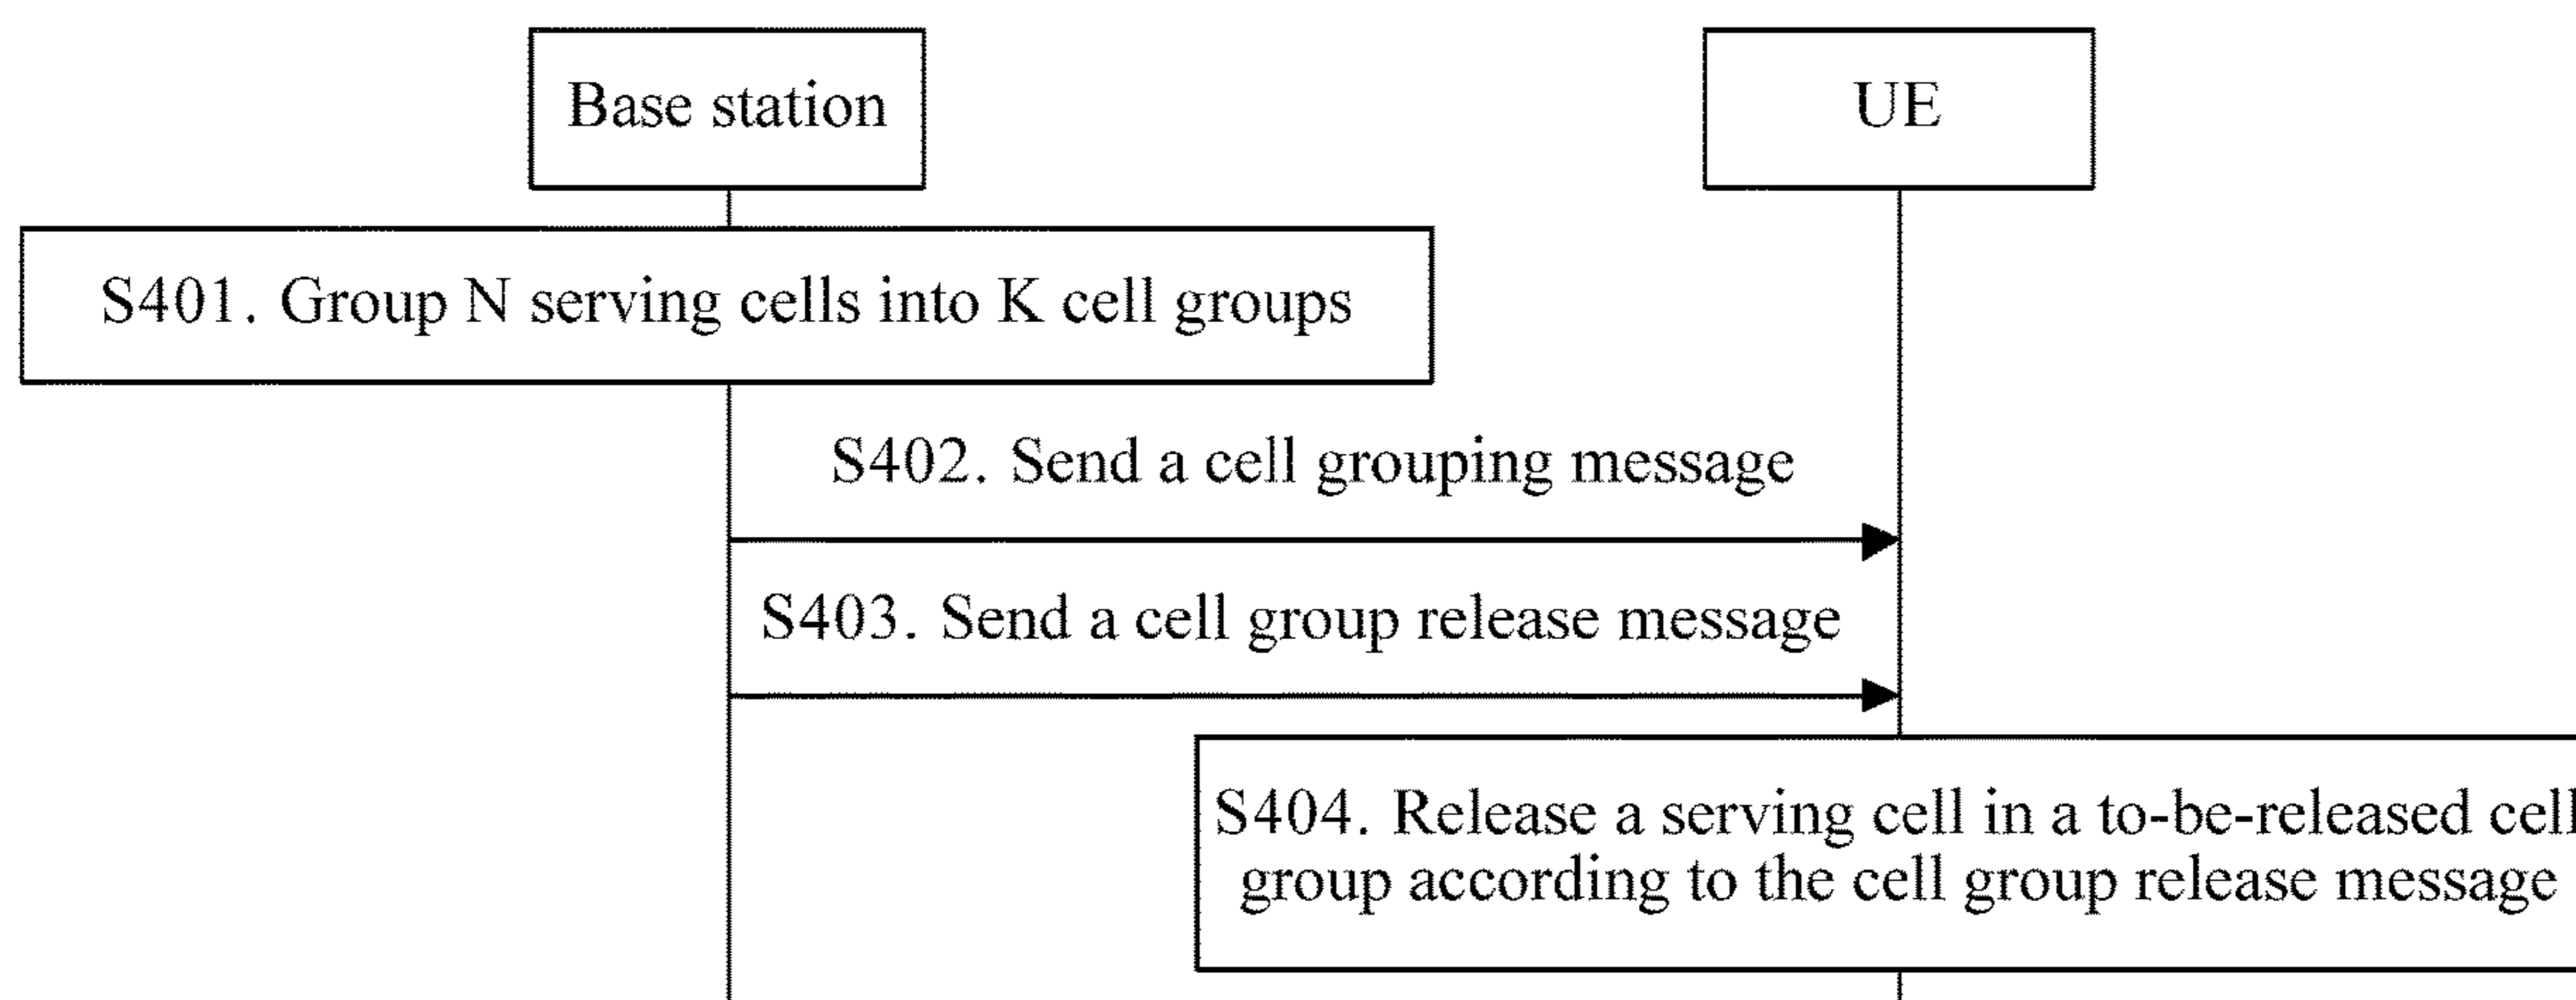 Base station
UE
S401. Group N serving cells into K cell groups
S402. Send a cell grouping message
S403. Send a cell group release message
S404. Release a serving cell in a to-be-released cell
group according to the cell group release message